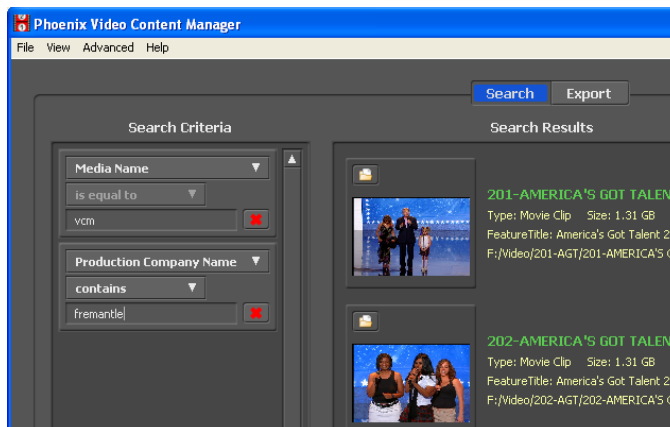 Phoenix Video Content Manager
File View Advanced Help
Search Export
Search Criteria
Search Results
Media Name
is equal to
vcm
Production Company Name
contains
fremantle
201-AMERICA'S GOT TALEN
Type: Movie Clip Size: 1.31 GB
FeatureTitle: America's Got Talent 2
F:/Video/201-AGT/201-AMERICA'S G
202-AMERICA'S GOT TALEN
Type: Movie Clip Size: 1.31 GB
FeatureTitle: America's Got Talent 2
F:/Video/202-AGT/202-AMERICA'S G